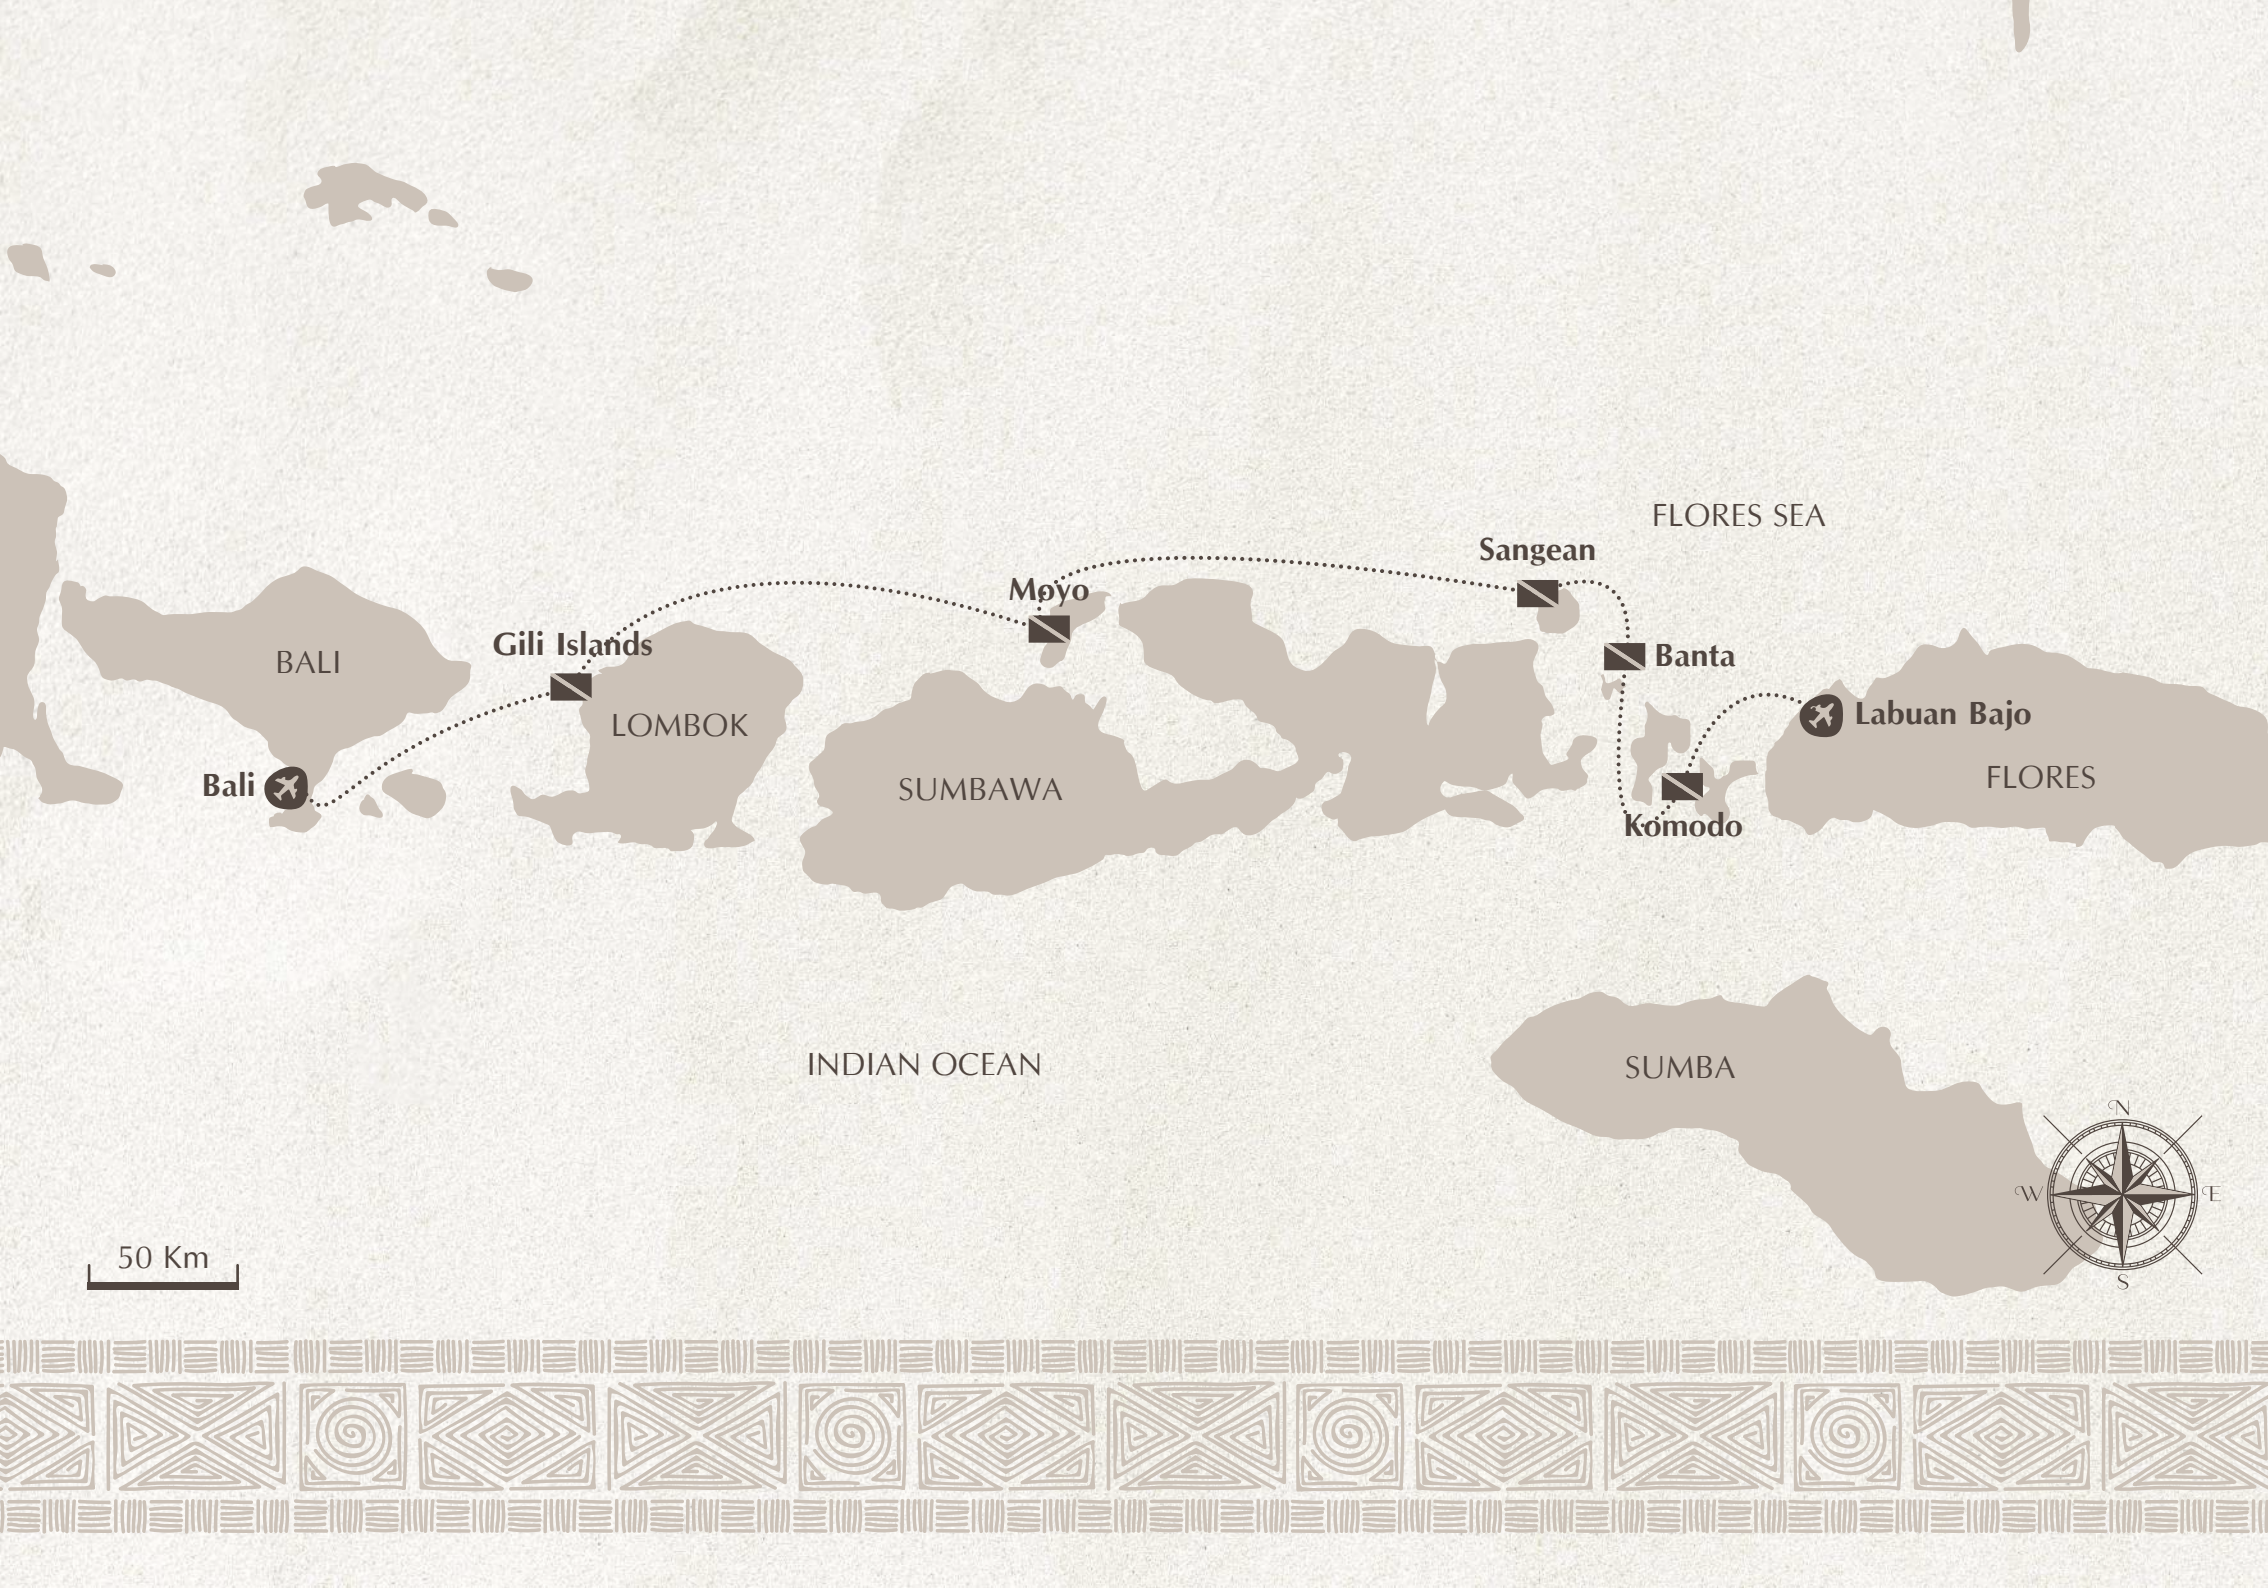 FLORES SEA
Sangean
Moyo
Gili Islands
BALI
Banta
LOMBOK
Labuan Bajo
FLORES
Bali
SUMBAWA
Komodo
INDIAN OCEAN
SUMBA
N
W
E
S
50 Km